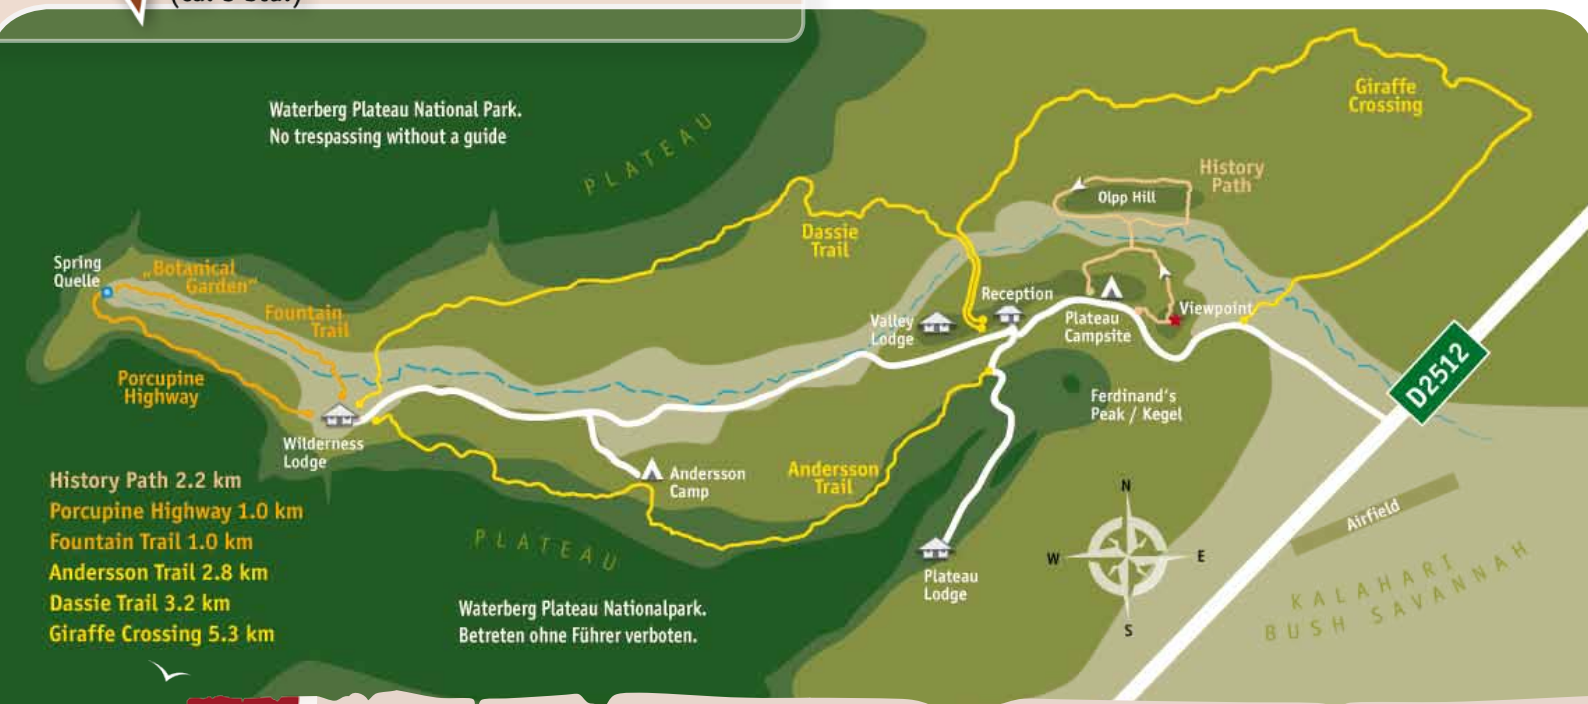 Waterberg Plateau National Park.
No trespassing without a guide
PLATEAU
Giraffe
Crossing
History
Path
Olpp Hill
Dassie
Trail
Spring
Quelle
„Botanical
Garden“
Fountain
Trail
Reception
Valley
Lodge
Plateau
Campsite
Viewpoint
Porcupine
Highway
Wilderness
Lodge
Ferdinand's
Peak / Kegel
D2512
Andersson
Camp
Andersson
Trail
History Path 2.2 km
Porcupine Highway 1.0 km
Fountain Trail 1.0 km
Andersson Trail 2.8 km
Dassie Trail 3.2 km
Giraffe Crossing 5.3 km
PLATEAU
Waterberg Plateau Nationalpark.
Betreten ohne Führer verboten.
Plateau
Lodge
N
W
E
S
Airfield
KALAHARI
BUSH SAVANNAH